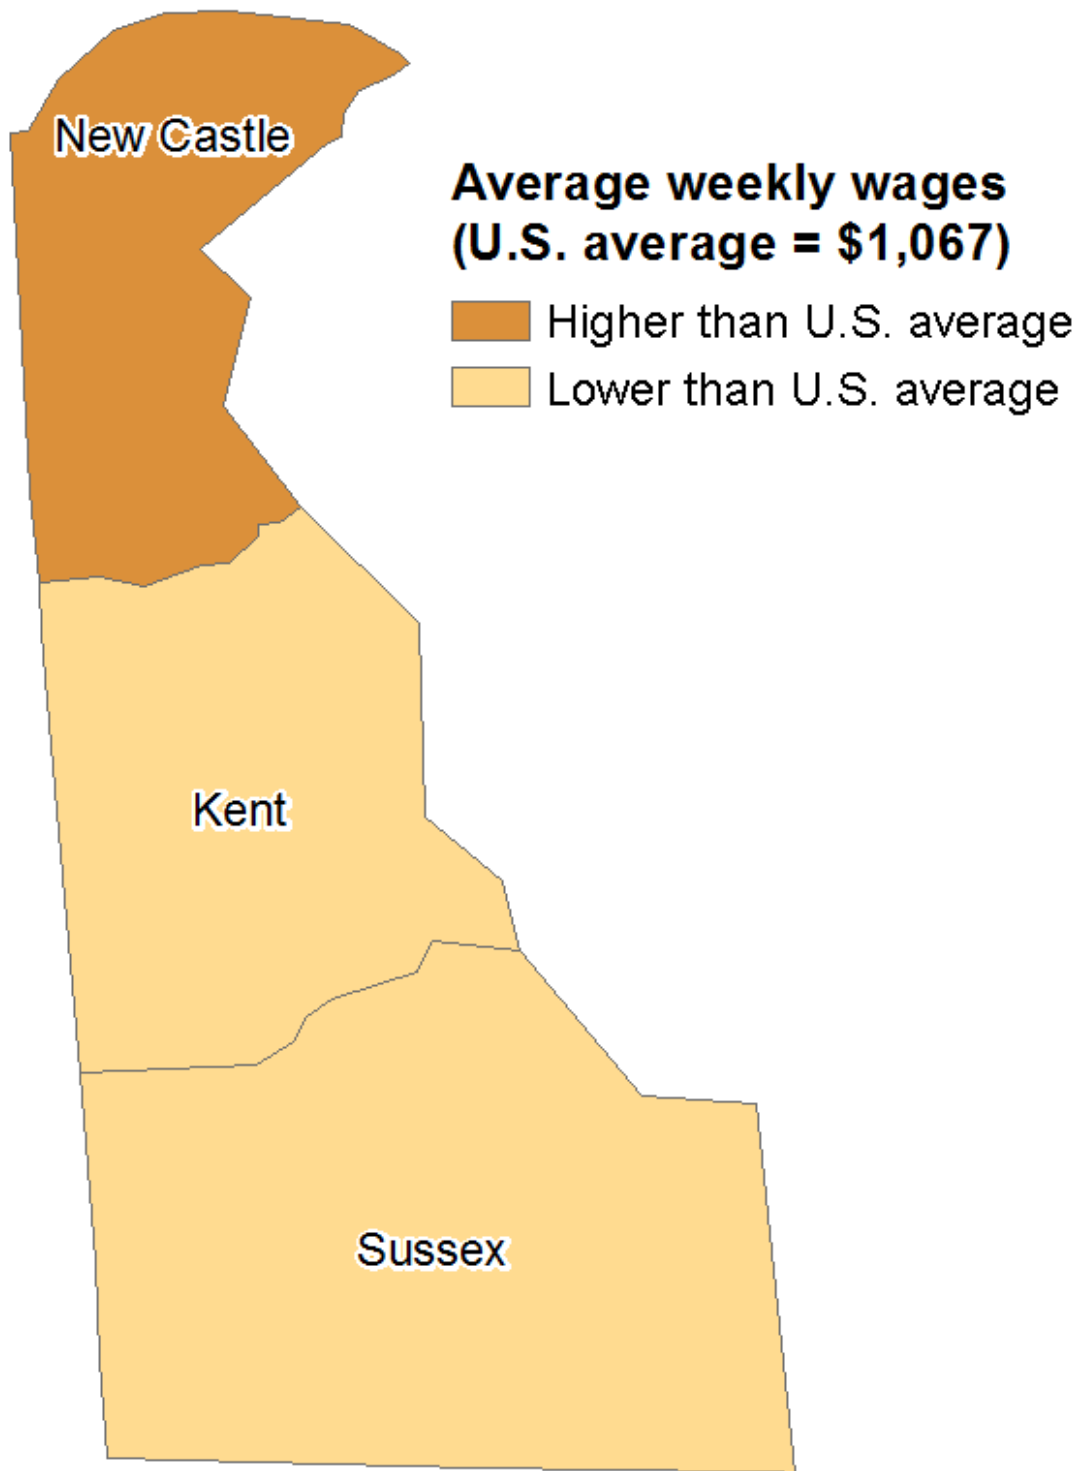 New Castle
Average weekly wages
(U.S. average = $1,067)
Higher than U.S. average
Lower than U.S. average
Kent
Sussex